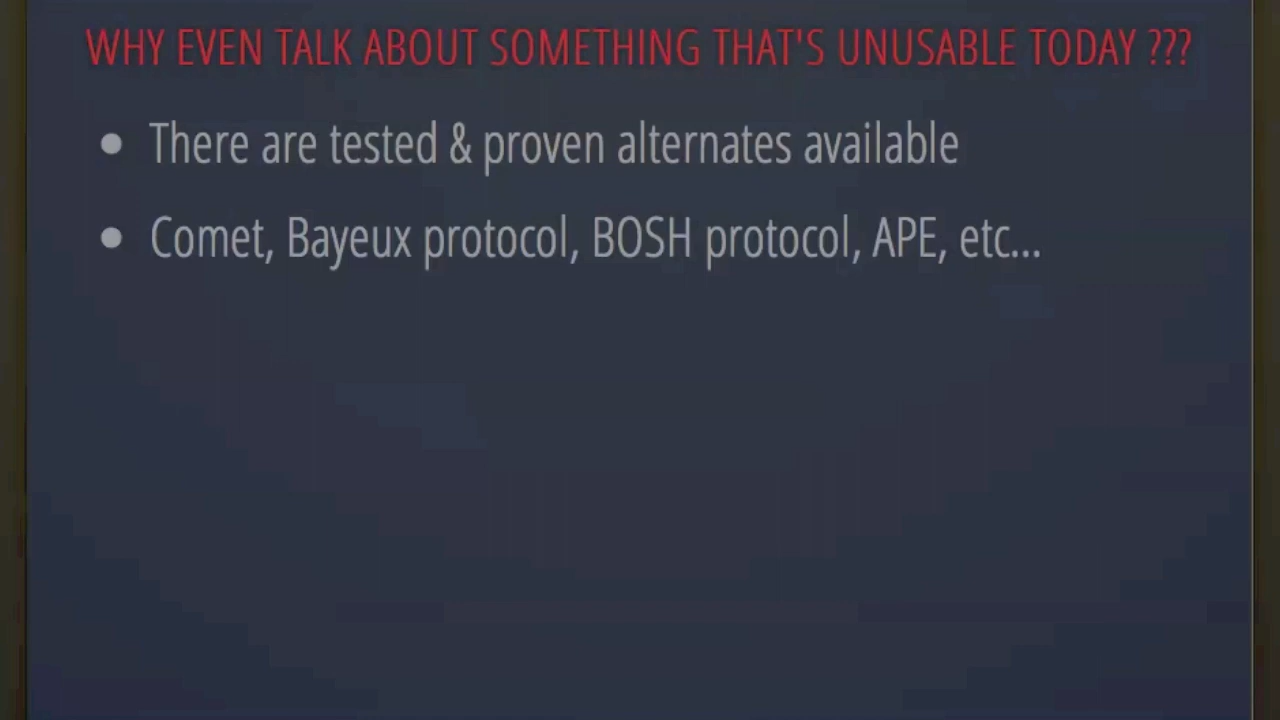 WHY EVEN TALK ABOUT SOMETHING THAT'S UNUSABLE TODAY ???
• There are tested & proven alternates available
• Comet, Bayeux protocol, BOSH protocol, APE, etc...